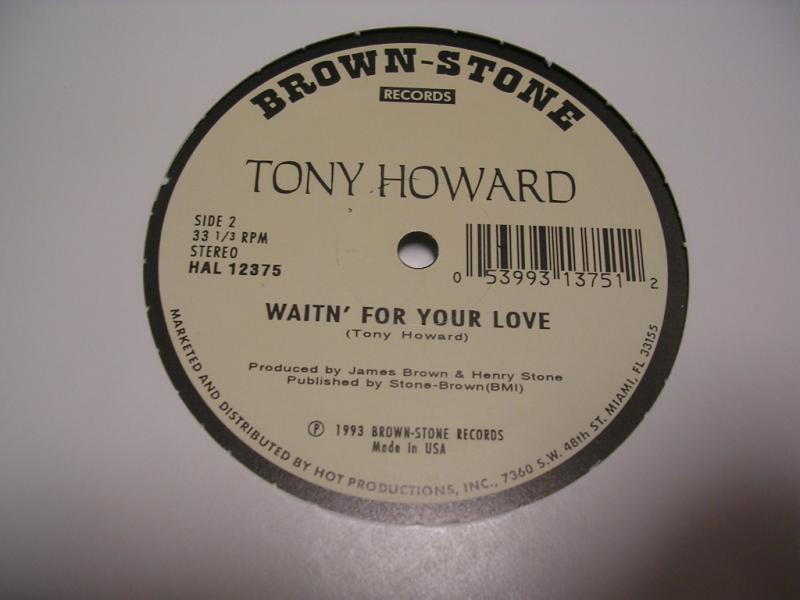 BROWN-STONE
RECORDS
TONY HOWARD
SIDE 2
33 1/3 RPM
STEREO
HAL 12375
0 53993 13751 2
WAITN' FOR YOUR LOVE
(Tony Howard)
Produced by James Brown & Henry Stone
Published by Stone-Brown(BMI)
℗ 1993 BROWN-STONE RECORDS
Made in USA
MARKETED AND DISTRIBUTED BY HOT PRODUCTIONS, INC., 7360 S.W. 48th ST. MIAMI, FL 33155